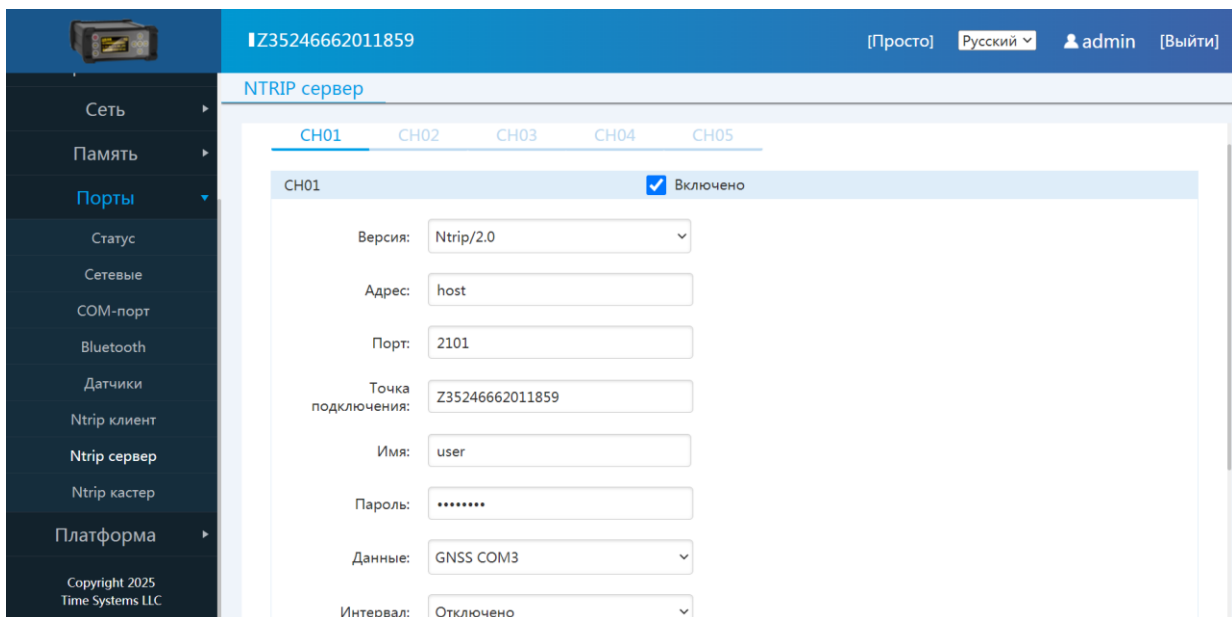 Z35246662011859
[Просто]
Русский
admin
[Выйти]
Сеть
Память
Порты
Статус
Сетевые
COM-порт
Bluetooth
Датчики
Ntrip клиент
Ntrip сервер
Ntrip кастер
Платформа
Copyright 2025
Time Systems LLC
NTRIP сервер
CH01 CH02 CH03 CH04 CH05
CH01 Включено
Версия: Ntrip/2.0
Адрес: host
Порт: 2101
Точка
подключения: Z35246662011859
Имя: user
Пароль: ••••••••
Данные: GNSS COM3
Интервал: Отключено